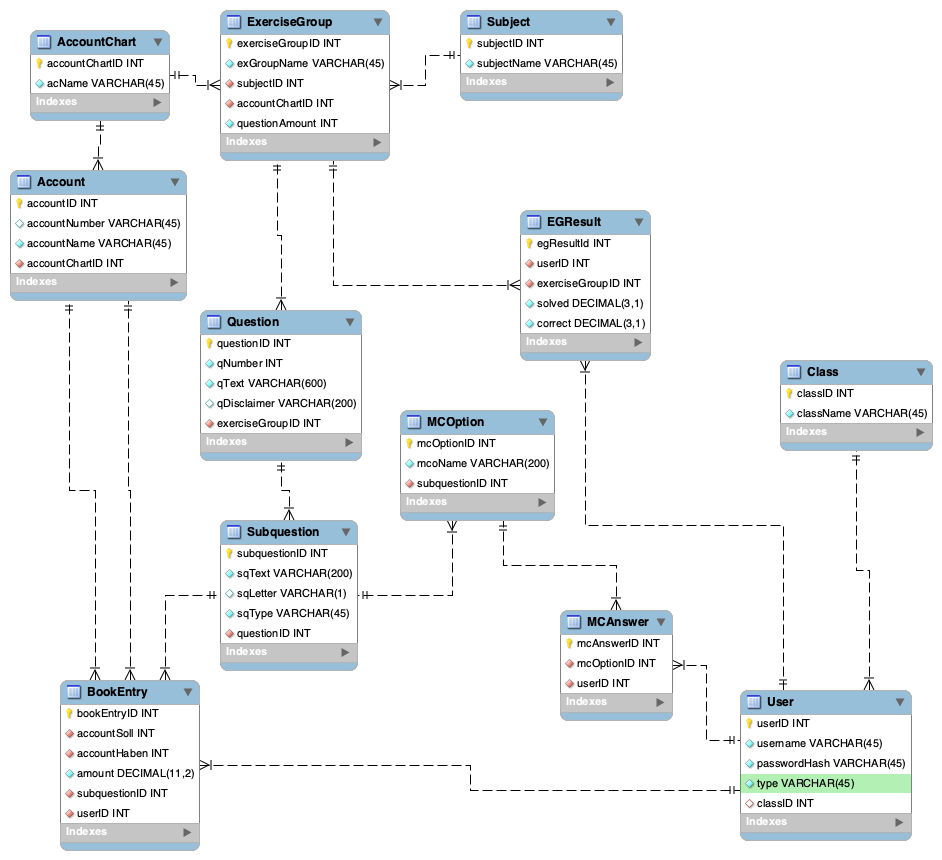 AccountChart
accountChartID INT
acName VARCHAR(45)
Indexes
ExerciseGroup
exerciseGroupID INT
exGroupName VARCHAR(45)
subjectID INT
accountChartID INT
questionAmount INT
Indexes
Subject
subjectID INT
subjectName VARCHAR(45)
Indexes
Account
accountID INT
accountNumber VARCHAR(45)
accountName VARCHAR(45)
accountChartID INT
Indexes
EGResult
egResultId INT
userID INT
exerciseGroupID INT
solved DECIMAL(3,1)
correct DECIMAL(3,1)
Indexes
Question
questionID INT
qNumber INT
qText VARCHAR(600)
qDisclaimer VARCHAR(200)
exerciseGroupID INT
Indexes
Class
classID INT
className VARCHAR(45)
Indexes
MCOption
mcOptionID INT
mcoName VARCHAR(200)
subquestionID INT
Indexes
Subquestion
subquestionID INT
sqText VARCHAR(200)
sqLetter VARCHAR(1)
sqType VARCHAR(45)
questionID INT
Indexes
MCAnswer
mcAnswerID INT
mcOptionID INT
userID INT
Indexes
BookEntry
bookEntryID INT
accountSoll INT
accountHaben INT
amount DECIMAL(11,2)
subquestionID INT
userID INT
Indexes
User
userID INT
username VARCHAR(45)
passwordHash VARCHAR(45)
type VARCHAR(45)
classID INT
Indexes